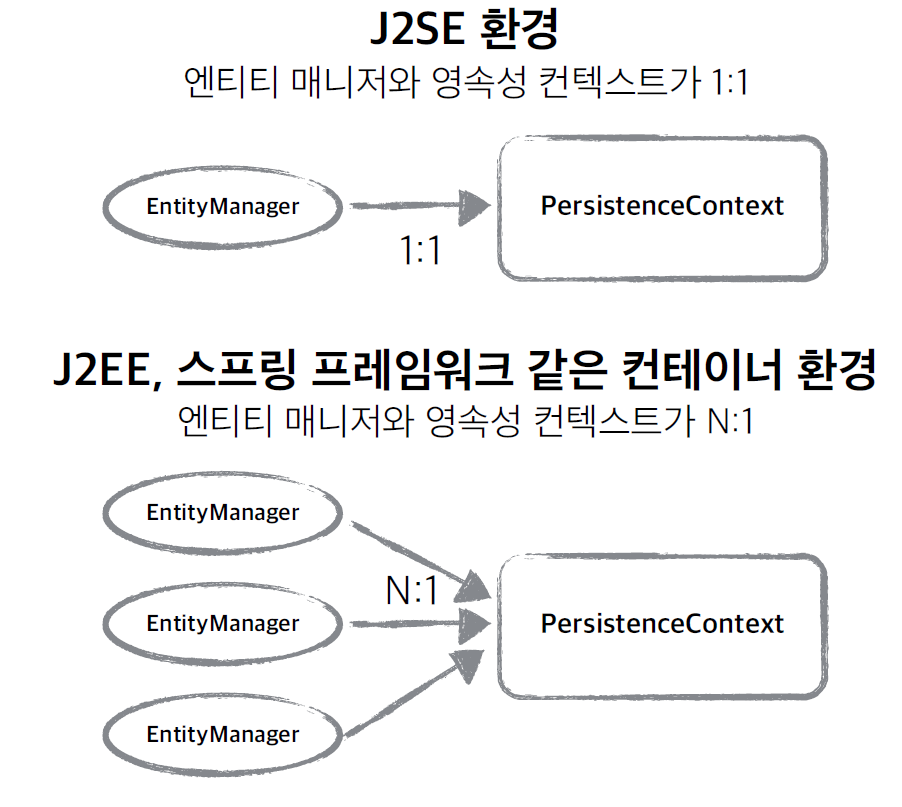 J2SE 환경
엔티티 매니저와 영속성 컨텍스트가 1:1
EntityManager
PersistenceContext
1:1
J2EE, 스프링 프레임워크 같은 컨테이너 환경
엔티티 매니저와 영속성 컨텍스트가 N:1
EntityManager
N:1
EntityManager
PersistenceContext
EntityManager